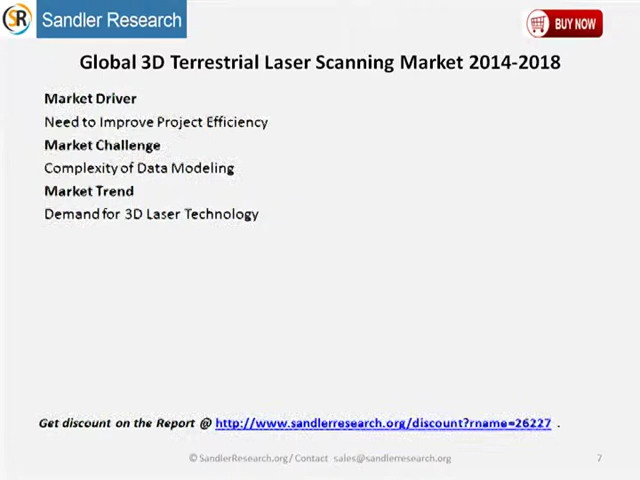 SR Sandler Research
BUY NOW
Global 3D Terrestrial Laser Scanning Market 2014-2018
Market Driver
Need to Improve Project Efficiency
Market Challenge
Complexity of Data Modeling
Market Trend
Demand for 3D Laser Technology
Get discount on the Report @ http://www.sandlerresearch.org/discount?rname=26227 .
© SandlerResearch.org/ Contact sales@sandlerresearch.org
7